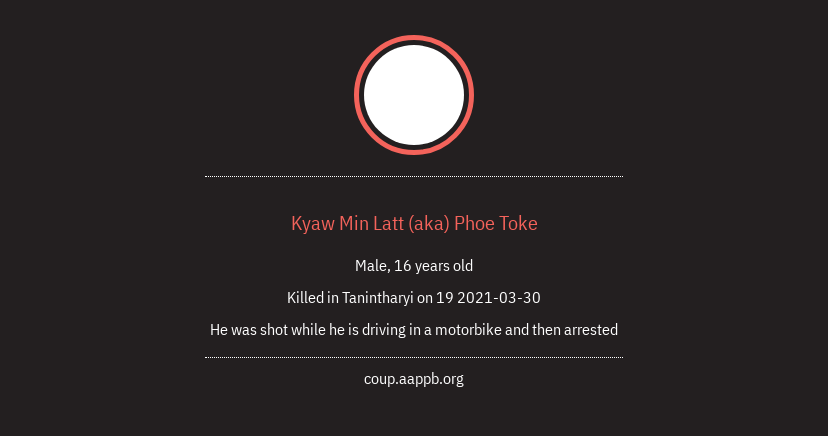 Kyaw Min Latt (aka) Phoe Toke
Male, 16 years old
Killed in Tanintharyi on 19 2021-03-30
He was shot while he is driving in a motorbike and then arrested
coup.aappb.org